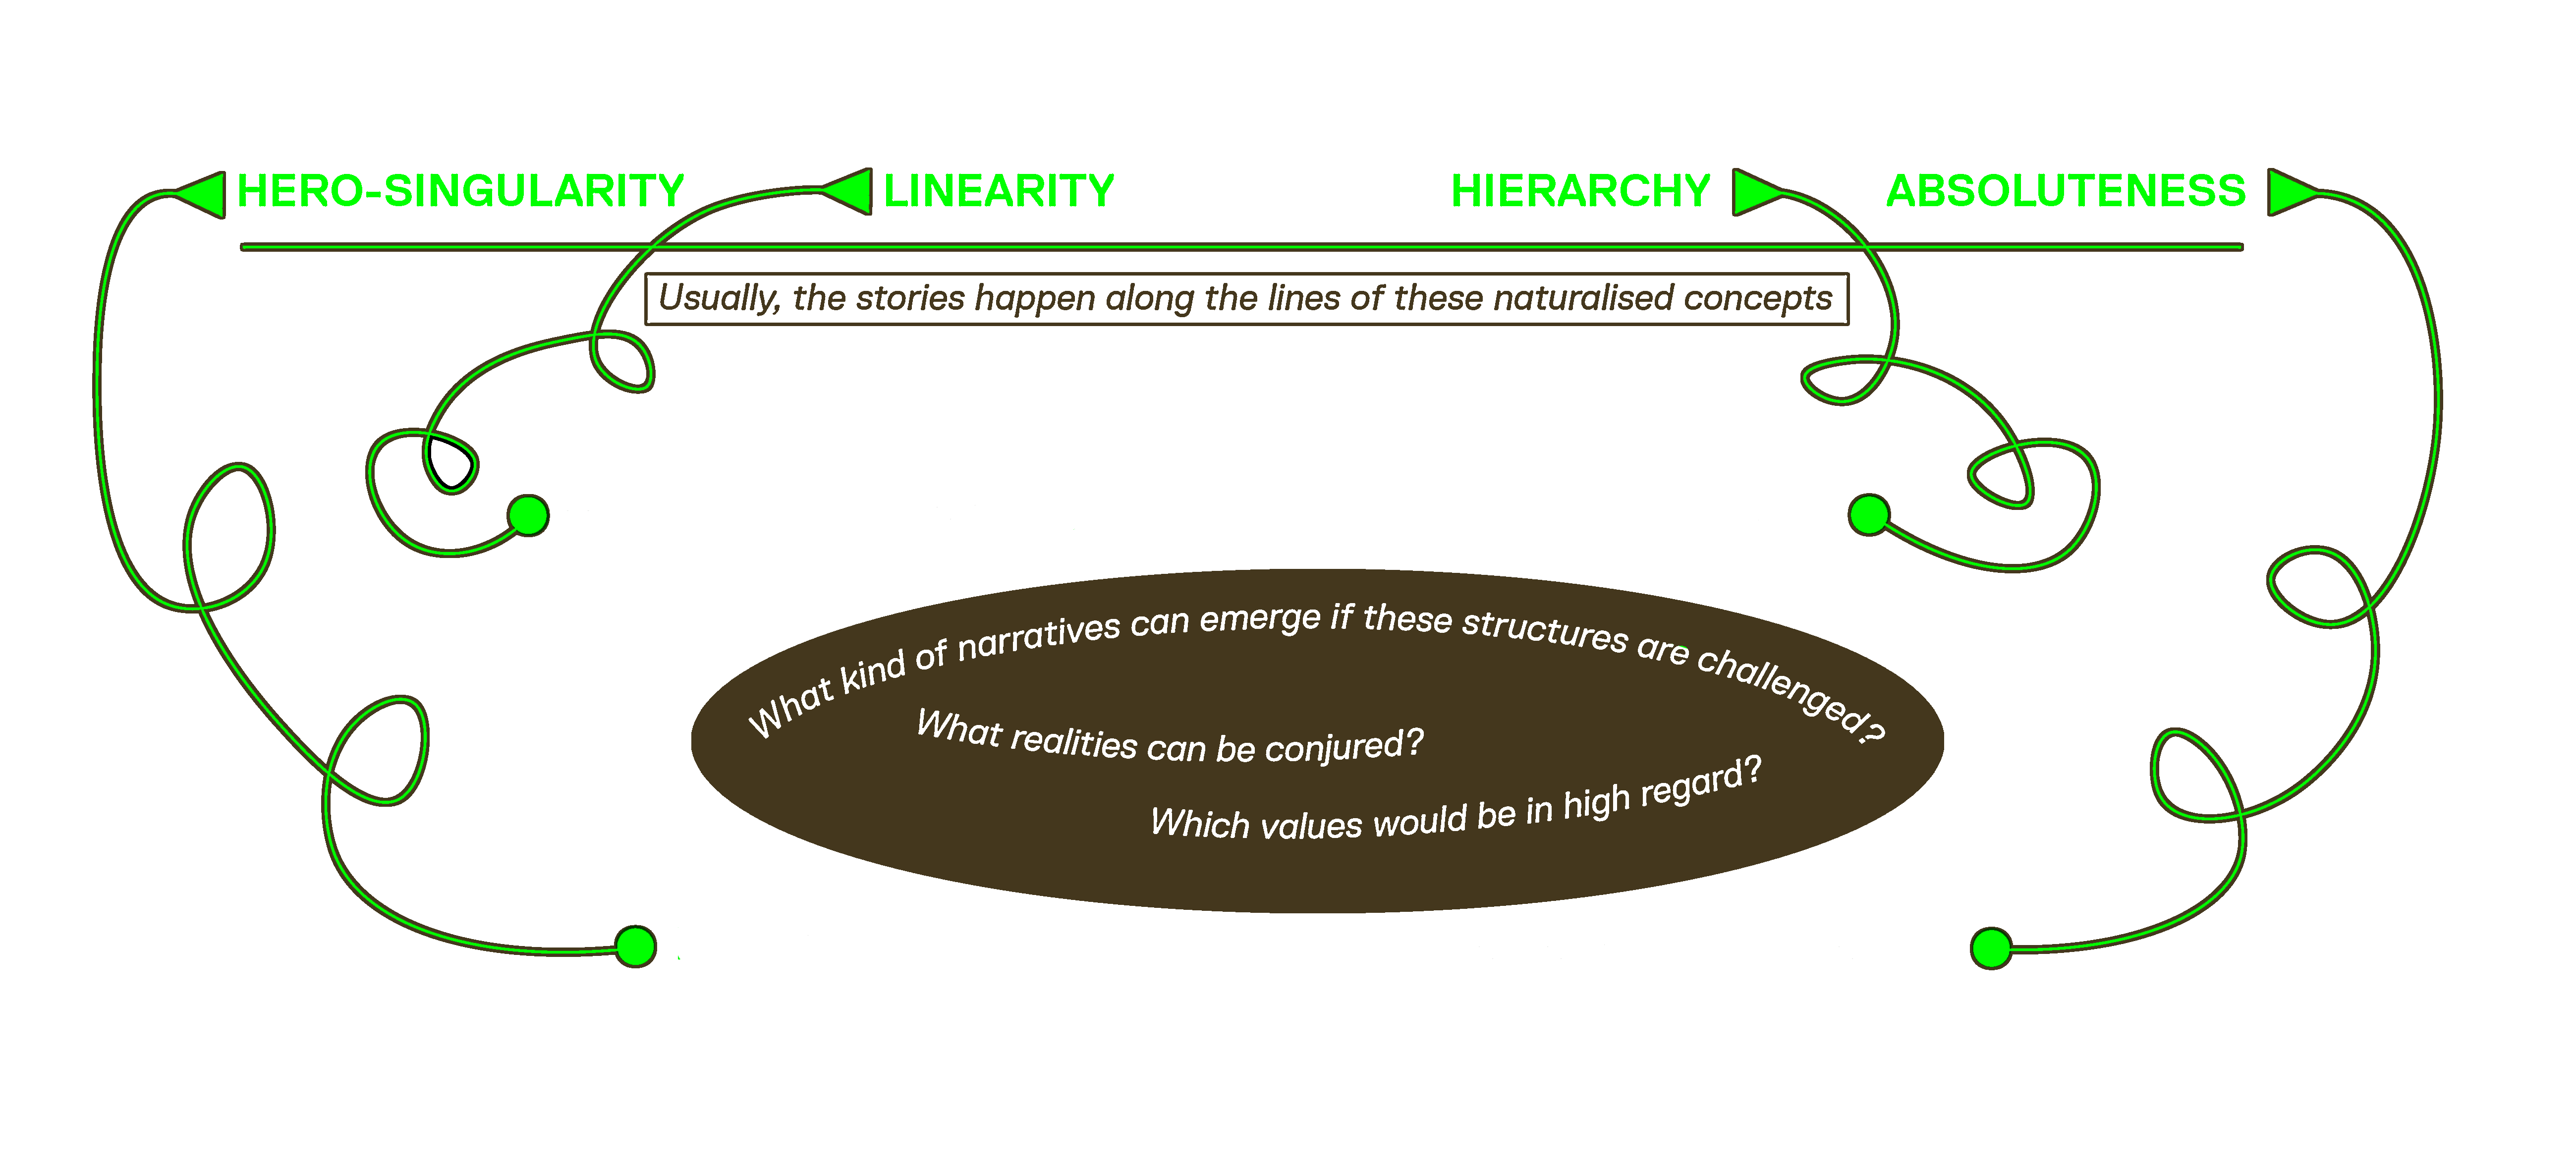 HERO-SINGULARITY LINEARITY HIERARCHY ABSOLUTENESS
Usually, the stories happen along the lines of these naturalised concepts
What kind of narratives can emerge if these structures are challenged?
What realities can be conjured?
Which values would be in high regard?